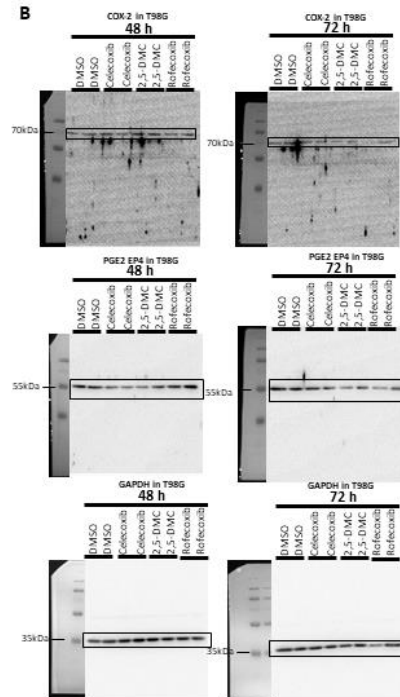 B
COX-2 in T98G
48 h
DMSO
DMSO
Celecoxib
Celecoxib
2,5-DMC
2,5-DMC
Rofecoxib
Rofecoxib
70kDa
COX-2 in T98G
72 h
DMSO
DMSO
Celecoxib
Celecoxib
2,5-DMC
2,5-DMC
Rofecoxib
Rofecoxib
70kDa
PGE2 EP4 in T98G
48 h
DMSO
DMSO
Celecoxib
Celecoxib
2,5-DMC
2,5-DMC
Rofecoxib
Rofecoxib
55kDa
PGE2 EP4 in T98G
72 h
DMSO
DMSO
Celecoxib
Celecoxib
2,5-DMC
2,5-DMC
Rofecoxib
Rofecoxib
55kDa
GAPDH in T98G
48 h
DMSO
DMSO
Celecoxib
Celecoxib
2,5-DMC
2,5-DMC
Rofecoxib
Rofecoxib
35kDa
GAPDH in T98G
72 h
DMSO
DMSO
Celecoxib
Celecoxib
2,5-DMC
2,5-DMC
Rofecoxib
Rofecoxib
35kDa